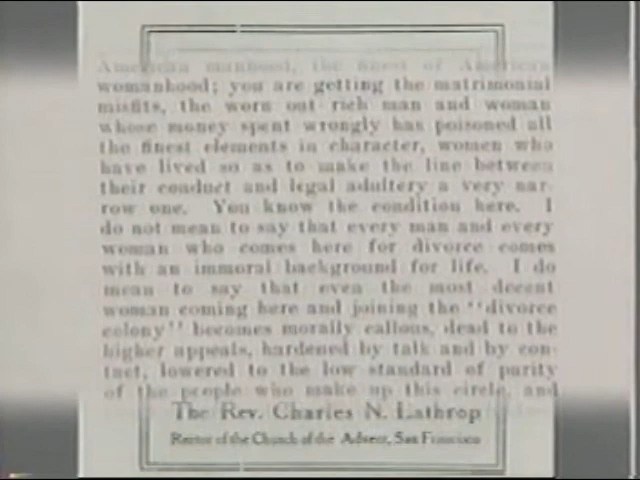 American manhood, the finest of American
womanhood; you are getting the matrimonial
misfits, the worn out rich man and woman
whose money spent wrongly has poisoned all
the finest elements in character, women who
have lived so as to make the line between
their conduct and legal adultery a very nar-
row one. You know the condition here. I
do not mean to say that every man and every
woman who comes here for divorce comes
with an immoral background for life. I do
mean to say that even the most decent
woman coming here and joining the "divorce
colony" becomes morally callous, dead to the
higher appeals, hardened by talk and by con-
tact, lowered to the low standard of purity
of the people who make up this circle, and
The Rev. Charles N. Lathrop
Rector of the Church of the Advent, San Francisco